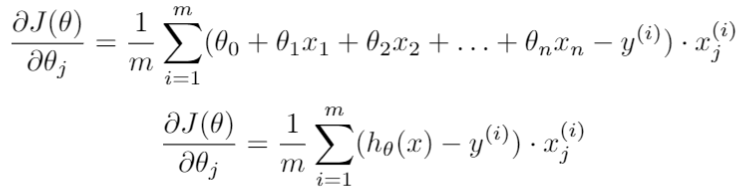 ∂J(θ)/∂θ_j = 1/m ∑_{i=1}^{m} (θ_0 + θ_1x_1 + θ_2x_2 + … + θ_nx_n − y^{(i)}) · x_j^{(i)}
∂J(θ)/∂θ_j = 1/m ∑_{i=1}^{m} (h_θ(x) − y^{(i)}) · x_j^{(i)}